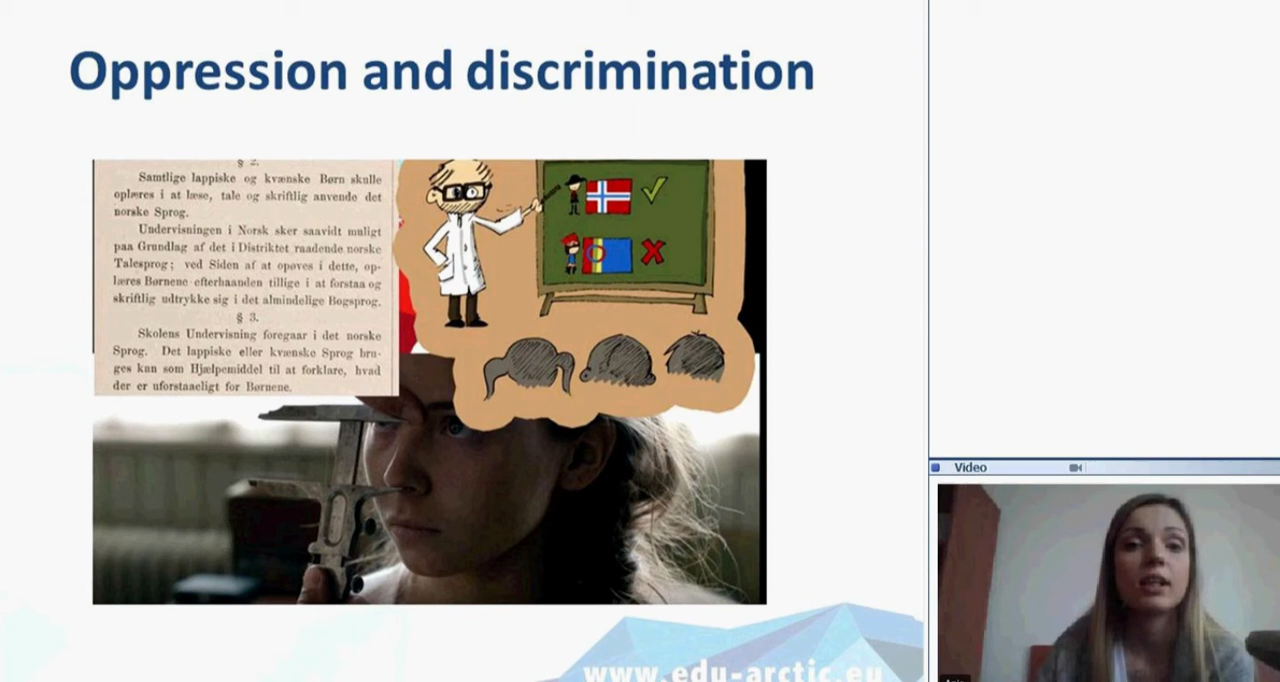 Oppression and discrimination
§ 2.
Samtlige lappiske og kvænske Børn skulle
oplæres i at læse, tale og skriftlig anvende det
norske Sprog.
Undervisningen i Norsk sker saavidt muligt
paa Grundlag af det i Distriktet raadende norske
Talesprog; ved Siden af at opøves i dette, op-
læres Børnene efterhaanden tillige i at forstaa og
skriftlig udtrykke sig i det almindelige Bogsprog.
§ 3.
Skolens Undervisning foregaar i det norske
Sprog. Det lappiske eller kvænske Sprog bru-
ges kun som Hjælpemiddel til at forklare, hvad
der er uforstaaeligt for Børnene.
www.edu-arctic.eu
Video